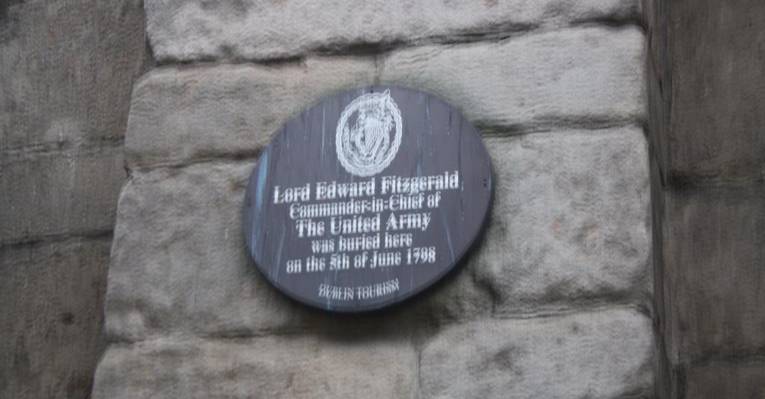 Lord Edward Fitzgerald
Commander-in-Chief of
The United Army
was buried here
on the 5th of June 1798
DUBLIN TOURISM